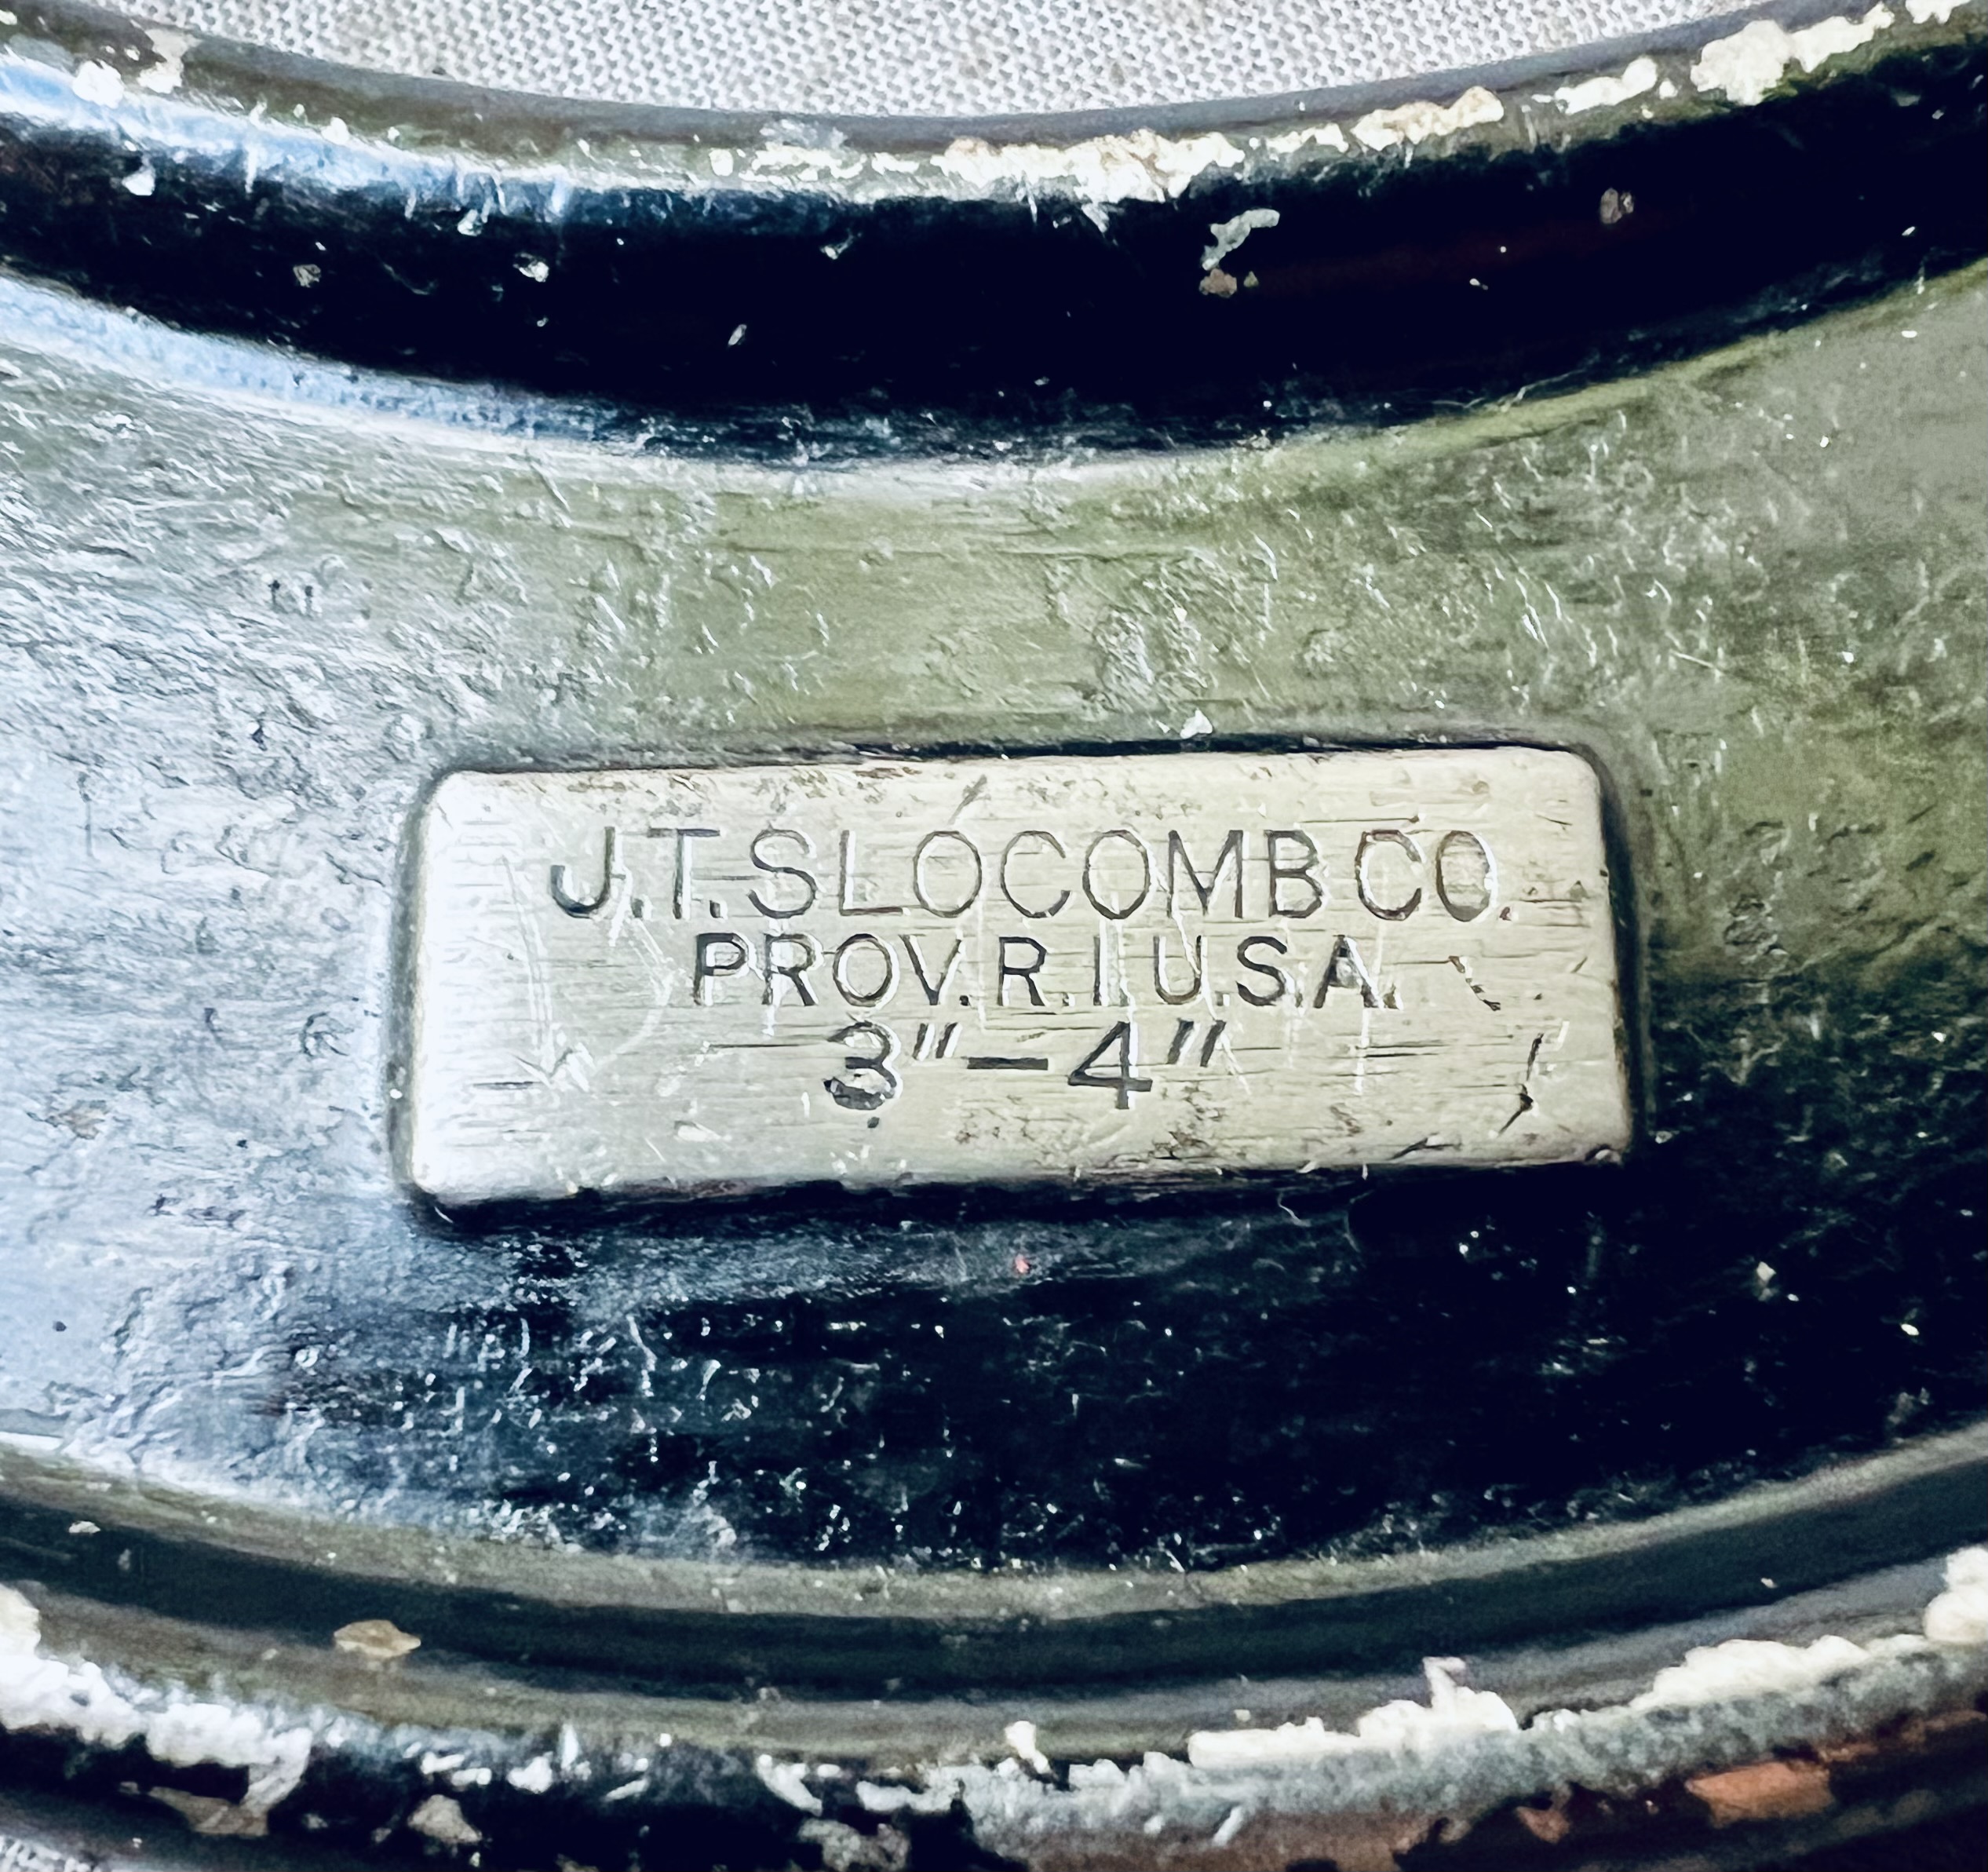 J.T. SLOCOMB CO.
PROV. R.I. U.S.A.
3"-4"